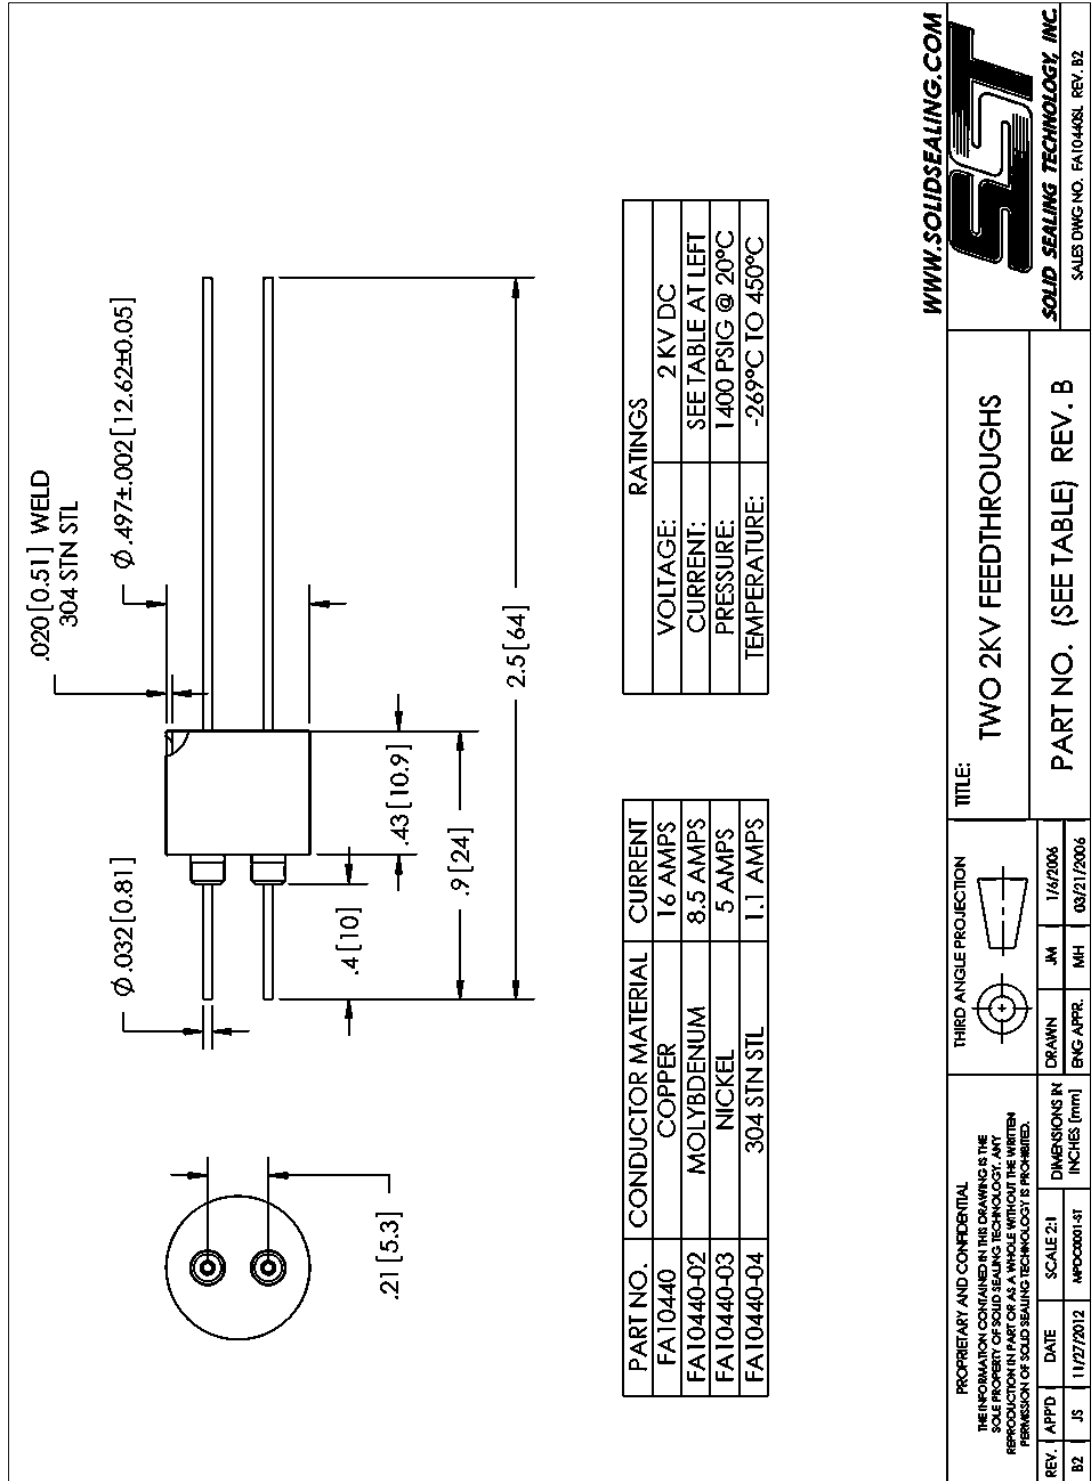 .020 [0.51] WELD
304 STN STL
Ø.032 [0.81]
Ø.497±.002 [12.62±0.05]
.21 [5.3]
.4 [10]
.43 [10.9]
.9 [24]
2.5 [64]
PART NO. CONDUCTOR MATERIAL CURRENT
FA10440 COPPER 16 AMPS
FA10440-02 MOLYBDENUM 8.5 AMPS
FA10440-03 NICKEL 5 AMPS
FA10440-04 304 STN STL 1.1 AMPS
RATINGS
VOLTAGE: 2 KV DC
CURRENT: SEE TABLE AT LEFT
PRESSURE: 1400 PSIG @ 20°C
TEMPERATURE: -269°C TO 450°C
WWW.SOLIDSEALING.COM
PROPRIETARY AND CONFIDENTIAL
THE INFORMATION CONTAINED IN THIS DRAWING IS THE
SOLE PROPERTY OF SOLID SEALING TECHNOLOGY. ANY
REPRODUCTION IN PART OR AS A WHOLE WITHOUT THE WRITTEN
PERMISSION OF SOLID SEALING TECHNOLOGY IS PROHIBITED.
REV. APP'D DATE SCALE 2:1
B2 JS 11/27/2012 MPDC0001-ST
DIMENSIONS IN
INCHES [mm]
THIRD ANGLE PROJECTION
DRAWN JM 1/6/2006
ENG APPR. MH 03/21/2006
TITLE:
TWO 2KV FEEDTHROUGHS
PART NO. (SEE TABLE) REV. B
SST
SOLID SEALING TECHNOLOGY, INC.
SALES DWG NO. FA10440SL REV. B2